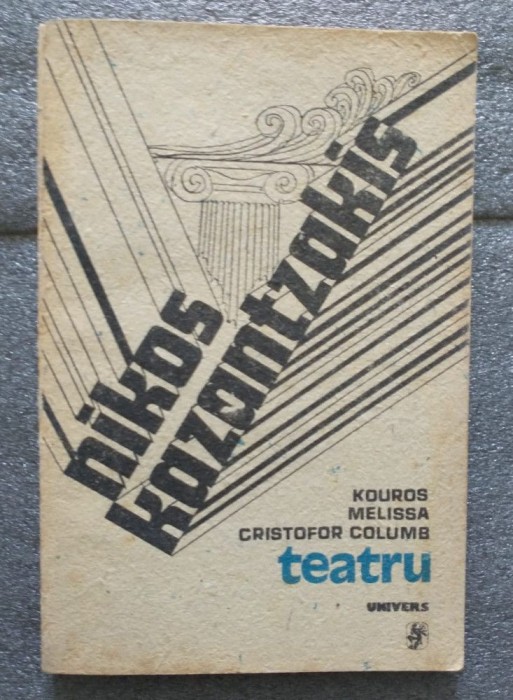 nikos
kazantzakis
KOUROS
MELISSA
CRISTOFOR COLUMB
teatru
UNIVERS